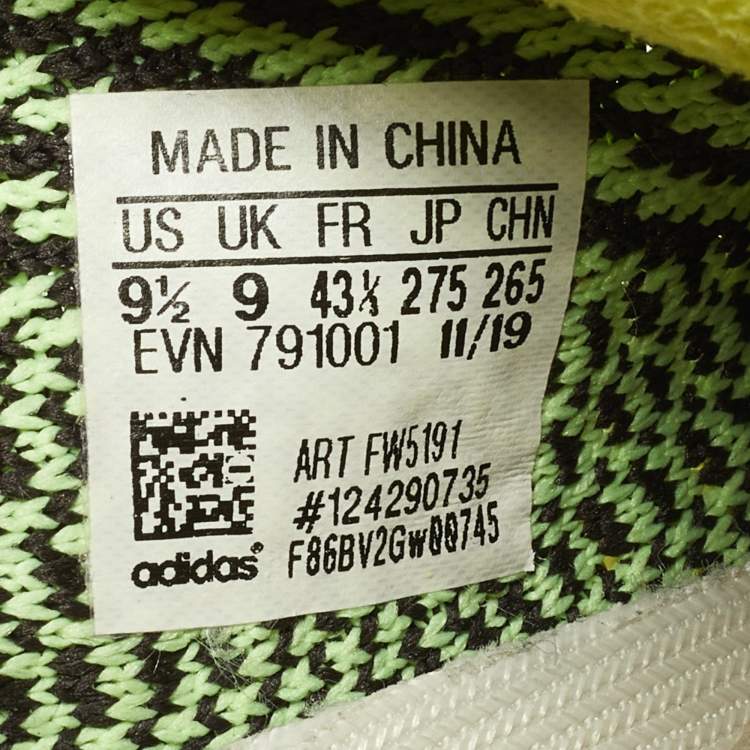 MADE IN CHINA
US UK FR JP CHN
9½ 9 43⅓ 275 265
EVN 791001 11/19
ART FW5191
#124290735
F86BV2GW00745
adidas®